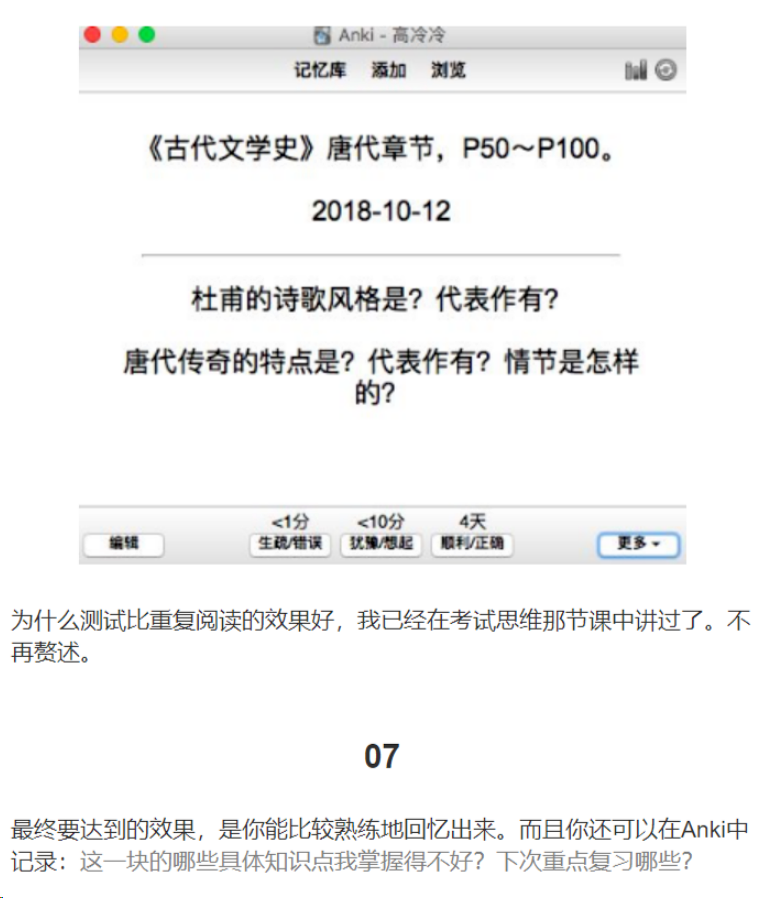 Anki - 高冷冷
记忆库 添加 浏览
《古代文学史》唐代章节，P50～P100。
2018-10-12
杜甫的诗歌风格是？代表作有？
唐代传奇的特点是？代表作有？情节是怎样
的？
<1分 <10分 4天
编辑 生疏/错误 犹豫/想起 顺利/正确 更多
为什么测试比重复阅读的效果好，我已经在考试思维那节课中讲过了。不
再赘述。
07
最终要达到的效果，是你能比较熟练地回忆出来。而且你还可以在Anki中
记录：这一块的哪些具体知识点我掌握得不好？下次重点复习哪些？